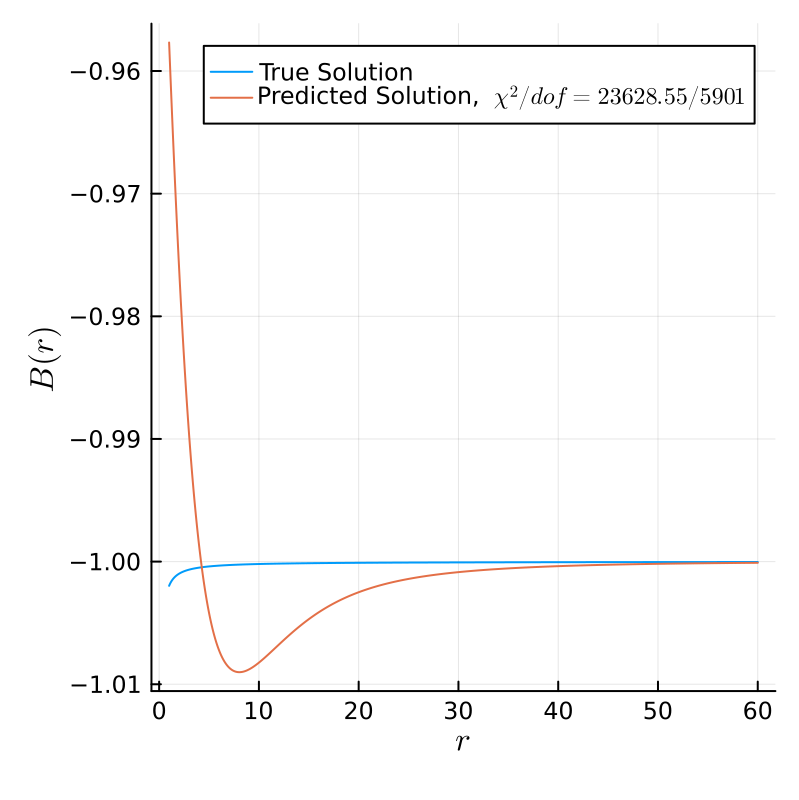 True Solution
Predicted Solution, χ²/dof = 23628.55/5901
−0.96
−0.97
−0.98
−0.99
−1.00
−1.01
B(r)
0 10 20 30 40 50 60
r